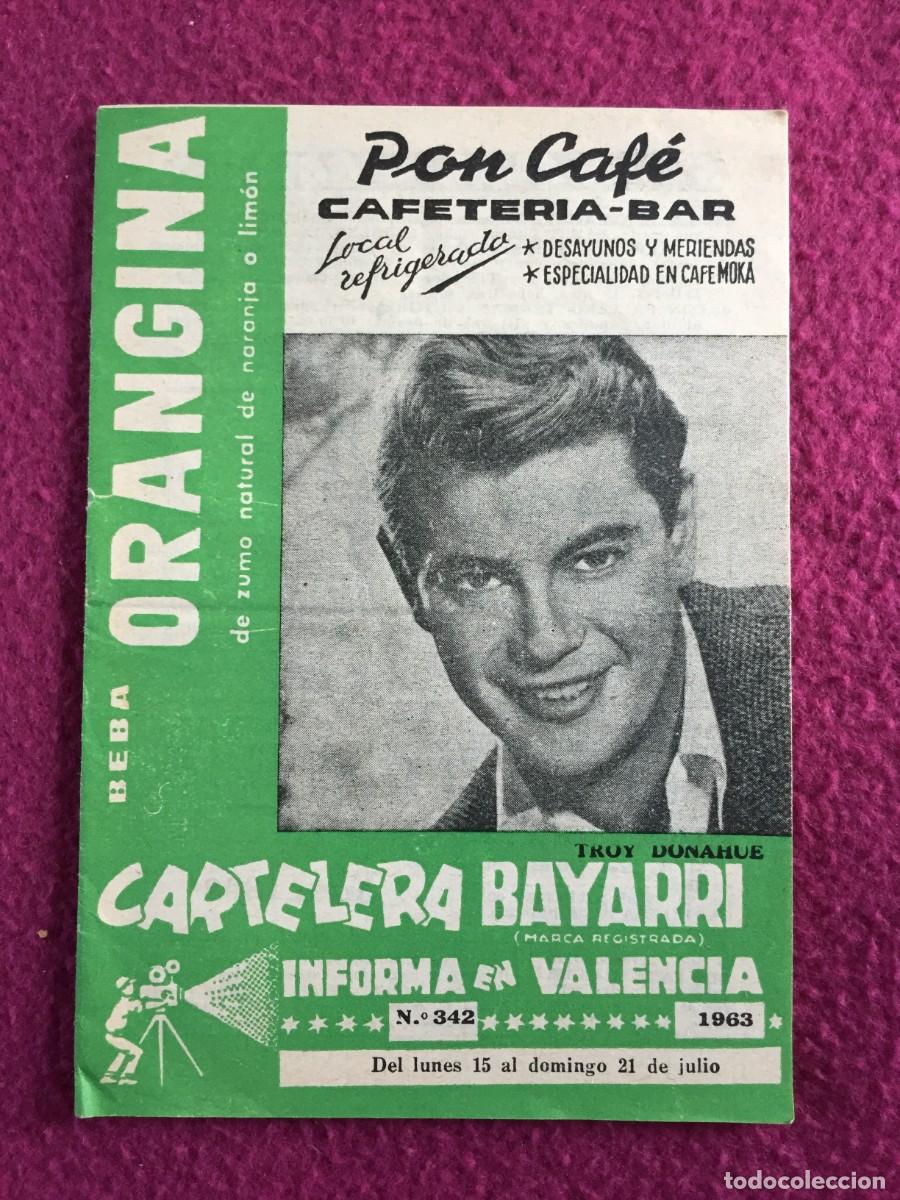 Pon Café
CAFETERIA-BAR
Local
refrigerado
* DESAYUNOS Y MERIENDAS
* ESPECIALIDAD EN CAFE MOKA
BEBA ORANGINA
de zumo natural de naranja o limón
TROY DONAHUE
CARTELERA BAYARRI
(MARCA REGISTRADA)
INFORMA EN VALENCIA
N.º 342
1963
Del lunes 15 al domingo 21 de julio
todocoleccion